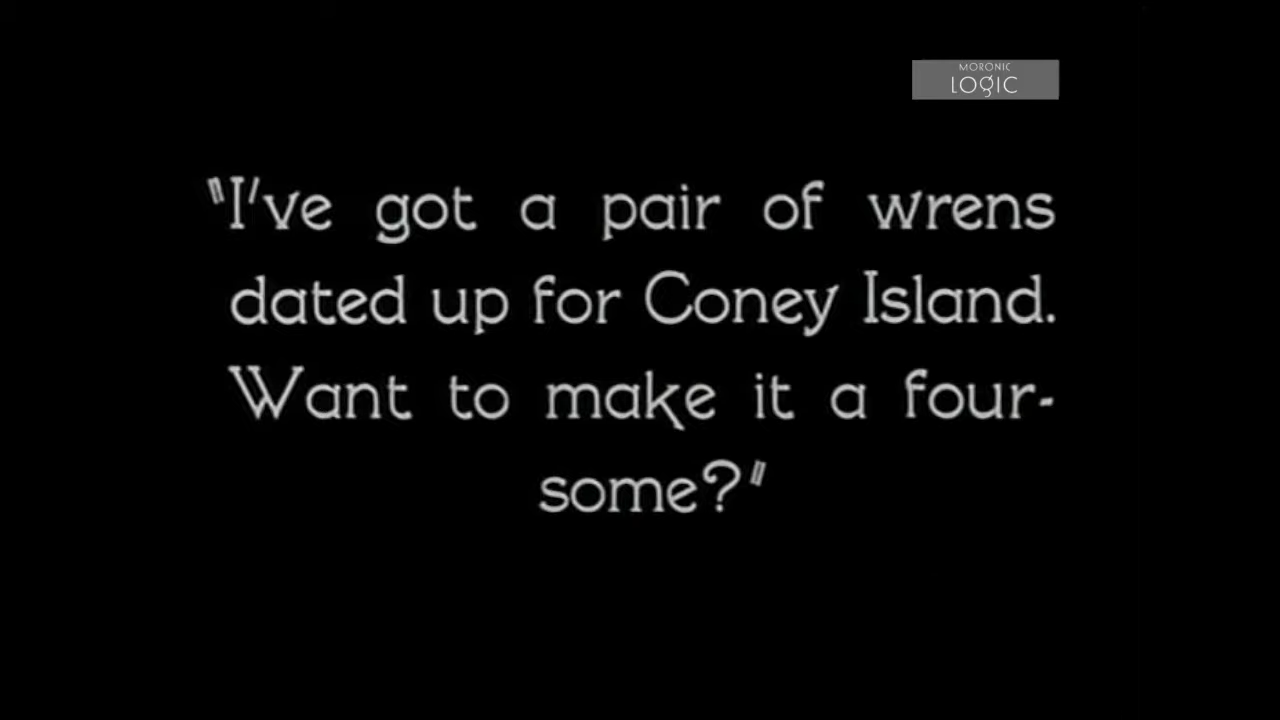 MORONIC
LOGIC
"I've got a pair of wrens
dated up for Coney Island.
Want to make it a four-
some?"